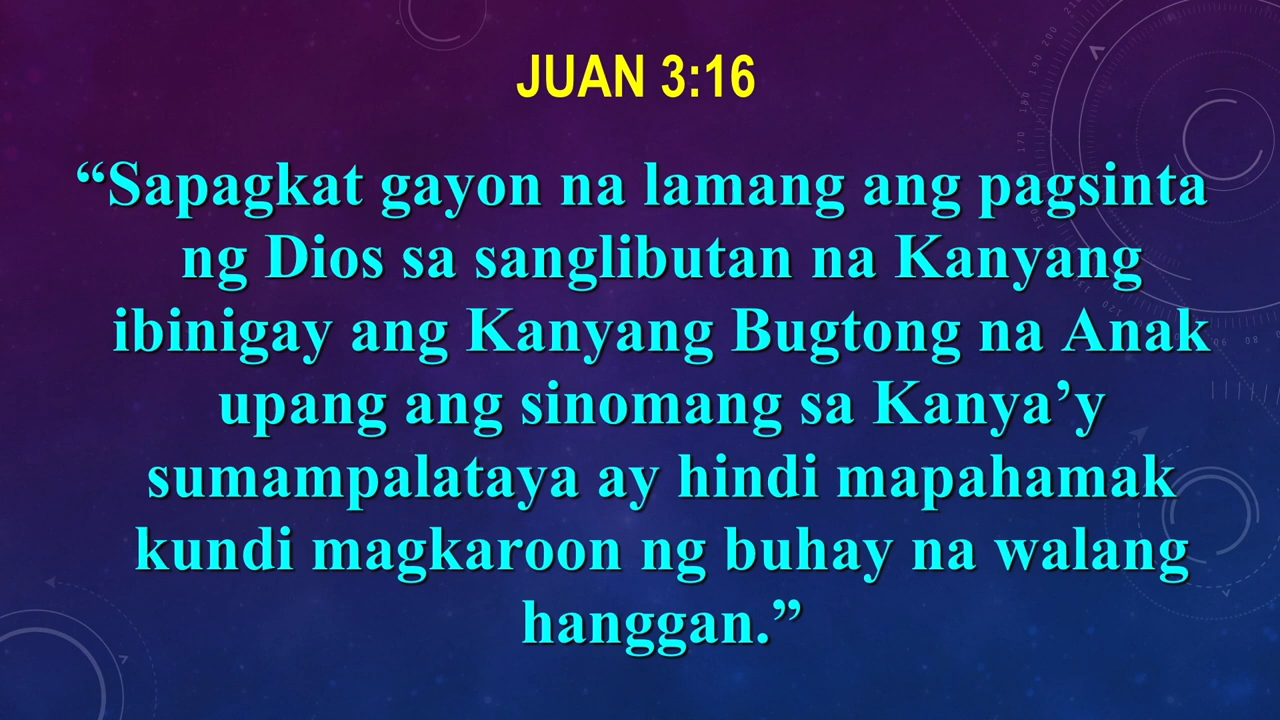 JUAN 3:16
“Sapagkat gayon na lamang ang pagsinta
ng Dios sa sanglibutan na Kanyang
ibinigay ang Kanyang Bugtong na Anak
upang ang sinomang sa Kanya’y
sumampalataya ay hindi mapahamak
kundi magkaroon ng buhay na walang
hanggan.”